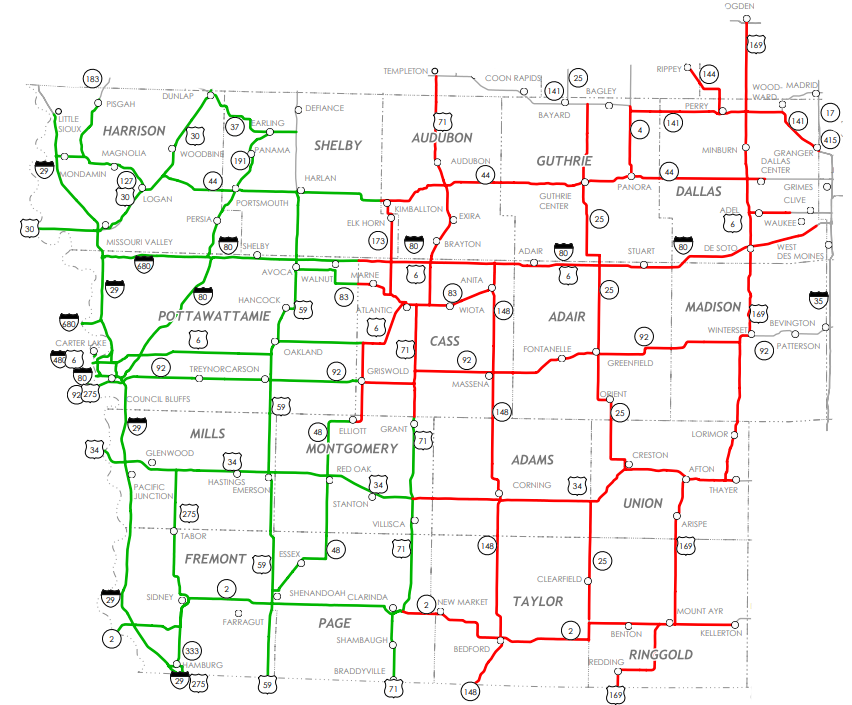 OGDEN
169
TEMPLETON
RIPPEY
144
183
COON RAPIDS
25
141
BAGLEY
WOOD-
WARD
MADRID
PISGAH
DUNLAP
DEFIANCE
BAYARD
PERRY
17
LITTLE
SIOUX
HARRISON
30
37
EARLING
SHELBY
71
AUDUBON
4
141
141
415
MAGNOLIA
WOODBINE
PANAMA
191
AUDUBON
GUTHRIE
MINBURN
GRANGER
29
MONDAMIN
127
30
44
HARLAN
44
44
DALLAS
CENTER
LOGAN
PORTSMOUTH
KIMBALLTON
GUTHRIE
CENTER
PANORA
DALLAS
GRIMES
CLIVE
30
PERSIA
ELK HORN
EXIRA
25
ADEL
6
WAUKEE
MISSOURI VALLEY
80
SHELBY
173
80
BRAYTON
ADAIR
80
STUART
80
DE SOTO
WEST
DES MOINES
680
AVOCA
WALNUT
MARNE
6
ANITA
6
29
80
83
83
25
HANCOCK
59
ATLANTIC
WIOTA
148
MADISON
35
680
POTTAWATTAMIE
6
ADAIR
169
CARTER LAKE
6
CASS
WINTERSET
BEVINGTON
480
6
92
OAKLAND
71
FONTANELLE
92
92
PATTERSON
80
TREYNOR
CARSON
92
GRISWOLD
92
GREENFIELD
92
275
MASSENA
COUNCIL BLUFFS
59
ORIENT
29
148
25
MILLS
48
ELLIOTT
GRANT
71
LORIMOR
34
GLENWOOD
34
MONTGOMERY
CRESTON
RED OAK
ADAMS
AFTON
PACIFIC
JUNCTION
HASTINGS
EMERSON
34
CORNING
34
THAYER
STANTON
UNION
275
VILLISCA
ARISPE
TABOR
FREMONT
59
ESSEX
48
71
148
169
25
CLEARFIELD
29
SIDNEY
2
SHENANDOAH
CLARINDA
2
NEW MARKET
TAYLOR
MOUNT AYR
FARRAGUT
PAGE
2
BENTON
KELLERTON
2
333
SHAMBAUGH
BEDFORD
RINGGOLD
HAMBURG
BRADDYVILLE
REDDING
29
275
59
71
148
169